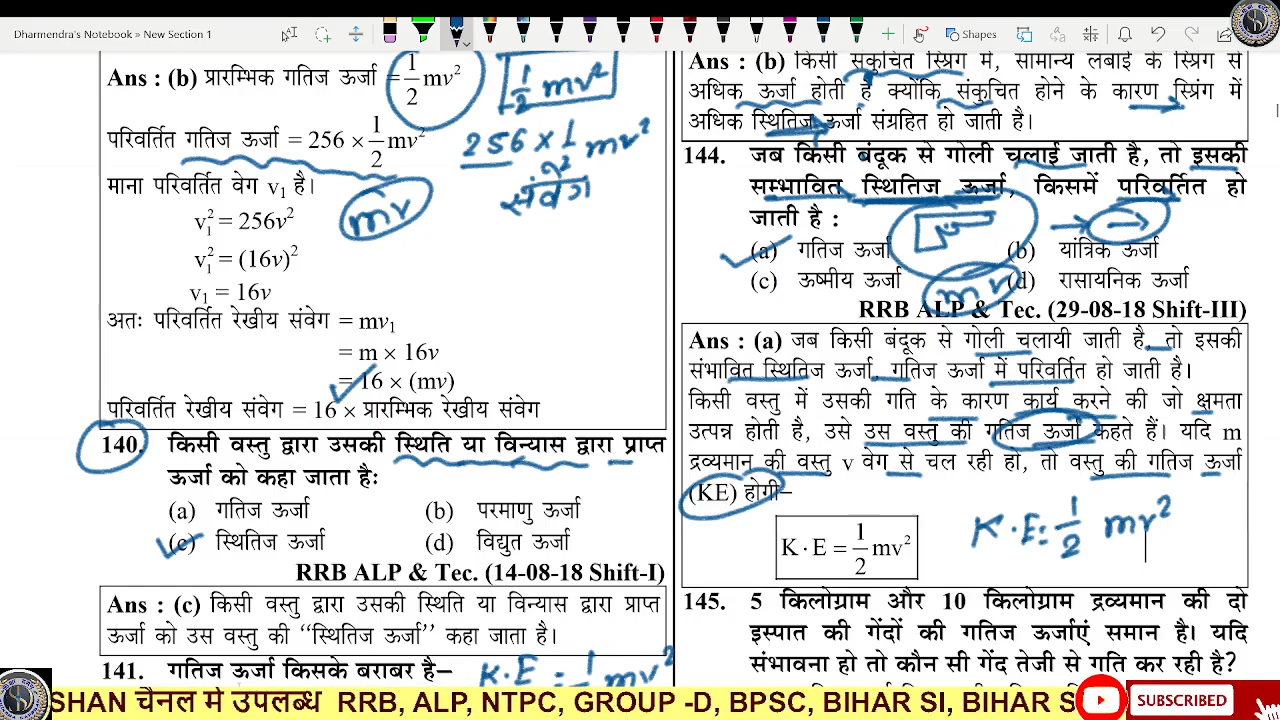 Dharmendra's Notebook » New Section 1
Shapes
Ans : (b) प्रारम्भिक गतिज ऊर्जा = 1/2 mv²
1/2 mv²
परिवर्तित गतिज ऊर्जा = 256 × 1/2 mv²
256 × 1/2 mv²
संवेग
माना परिवर्तित वेग v₁ है।
mv
v₁² = 256v²
v₁² = (16v)²
v₁ = 16v
अतः परिवर्तित रेखीय संवेग = mv₁
= m × 16v
= 16 × (mv)
परिवर्तित रेखीय संवेग = 16 × प्रारम्भिक रेखीय संवेग
140. किसी वस्तु द्वारा उसकी स्थिति या विन्यास द्वारा प्राप्त
ऊर्जा को कहा जाता हैः
(a) गतिज ऊर्जा (b) परमाणु ऊर्जा
(c) स्थितिज ऊर्जा (d) विद्युत ऊर्जा
RRB ALP & Tec. (14-08-18 Shift-I)
Ans : (c) किसी वस्तु द्वारा उसकी स्थिति या विन्यास द्वारा प्राप्त
ऊर्जा को उस वस्तु की ‘‘स्थितिज ऊर्जा’’ कहा जाता है।
141. गतिज ऊर्जा किसके बराबर है–
K.E = 1/2 mv²
Ans : (b) किसी संकुचित स्प्रिंग में, सामान्य लंबाई के स्प्रिंग से
अधिक ऊर्जा होती है क्योंकि संकुचित होने के कारण स्प्रिंग में
अधिक स्थितिज ऊर्जा संग्रहित हो जाती है।
144. जब किसी बंदूक से गोली चलाई जाती है, तो इसकी
सम्भावित स्थितिज ऊर्जा, किसमें परिवर्तित हो
जाती है :
(a) गतिज ऊर्जा (b) यांत्रिक ऊर्जा
(c) ऊष्मीय ऊर्जा (d) रासायनिक ऊर्जा
mv
RRB ALP & Tec. (29-08-18 Shift-III)
Ans : (a) जब किसी बंदूक से गोली चलायी जाती है, तो इसकी
संभावित स्थितिज ऊर्जा, गतिज ऊर्जा में परिवर्तित हो जाती है।
किसी वस्तु में उसकी गति के कारण कार्य करने की जो क्षमता
उत्पन्न होती है, उसे उस वस्तु की गतिज ऊर्जा कहते हैं। यदि m
द्रव्यमान की वस्तु v वेग से चल रही हो, तो वस्तु की गतिज ऊर्जा
(KE) होगी–
K · E = 1/2 mv²
K.E = 1/2 mv²
145. 5 किलोग्राम और 10 किलोग्राम द्रव्यमान की दो
इस्पात की गेंदों की गतिज ऊर्जाएं समान है। यदि
संभावना हो तो कौन सी गेंद तेजी से गति कर रही है?
SHAN चैनल में उपलब्ध RRB, ALP, NTPC, GROUP -D, BPSC, BIHAR SI, BIHAR S
SUBSCRIBED